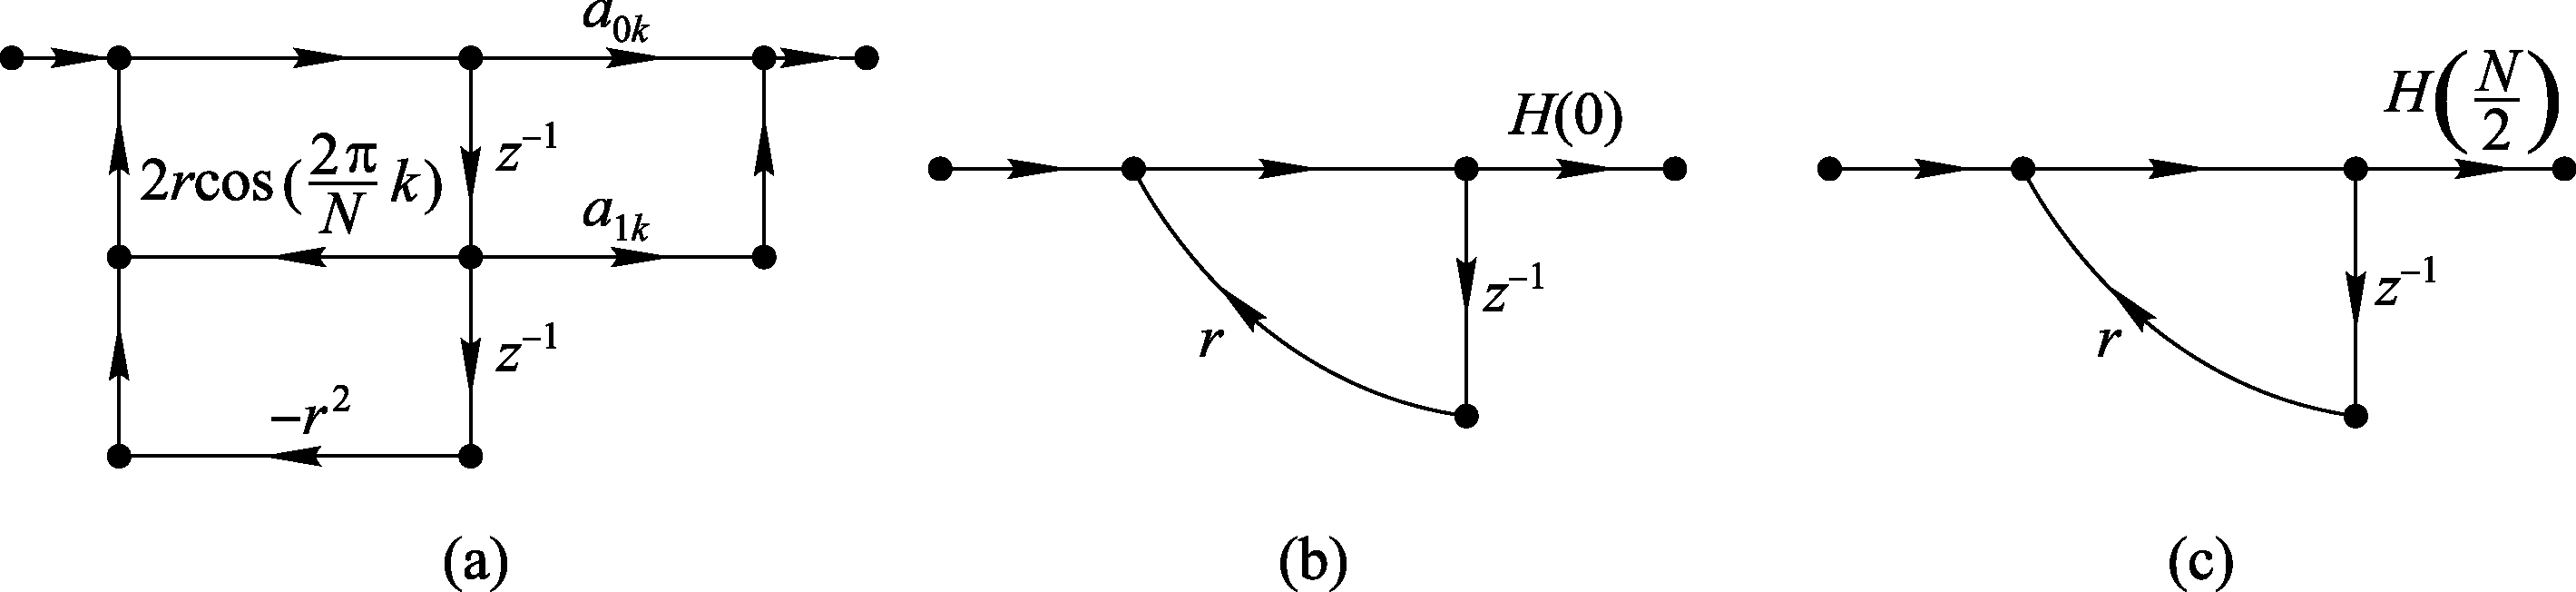 a₀ₖ
z⁻¹
2rcos(2π/N k)
a₁ₖ
z⁻¹
−r²
(a)
H(0)
z⁻¹
r
(b)
H(N/2)
z⁻¹
r
(c)